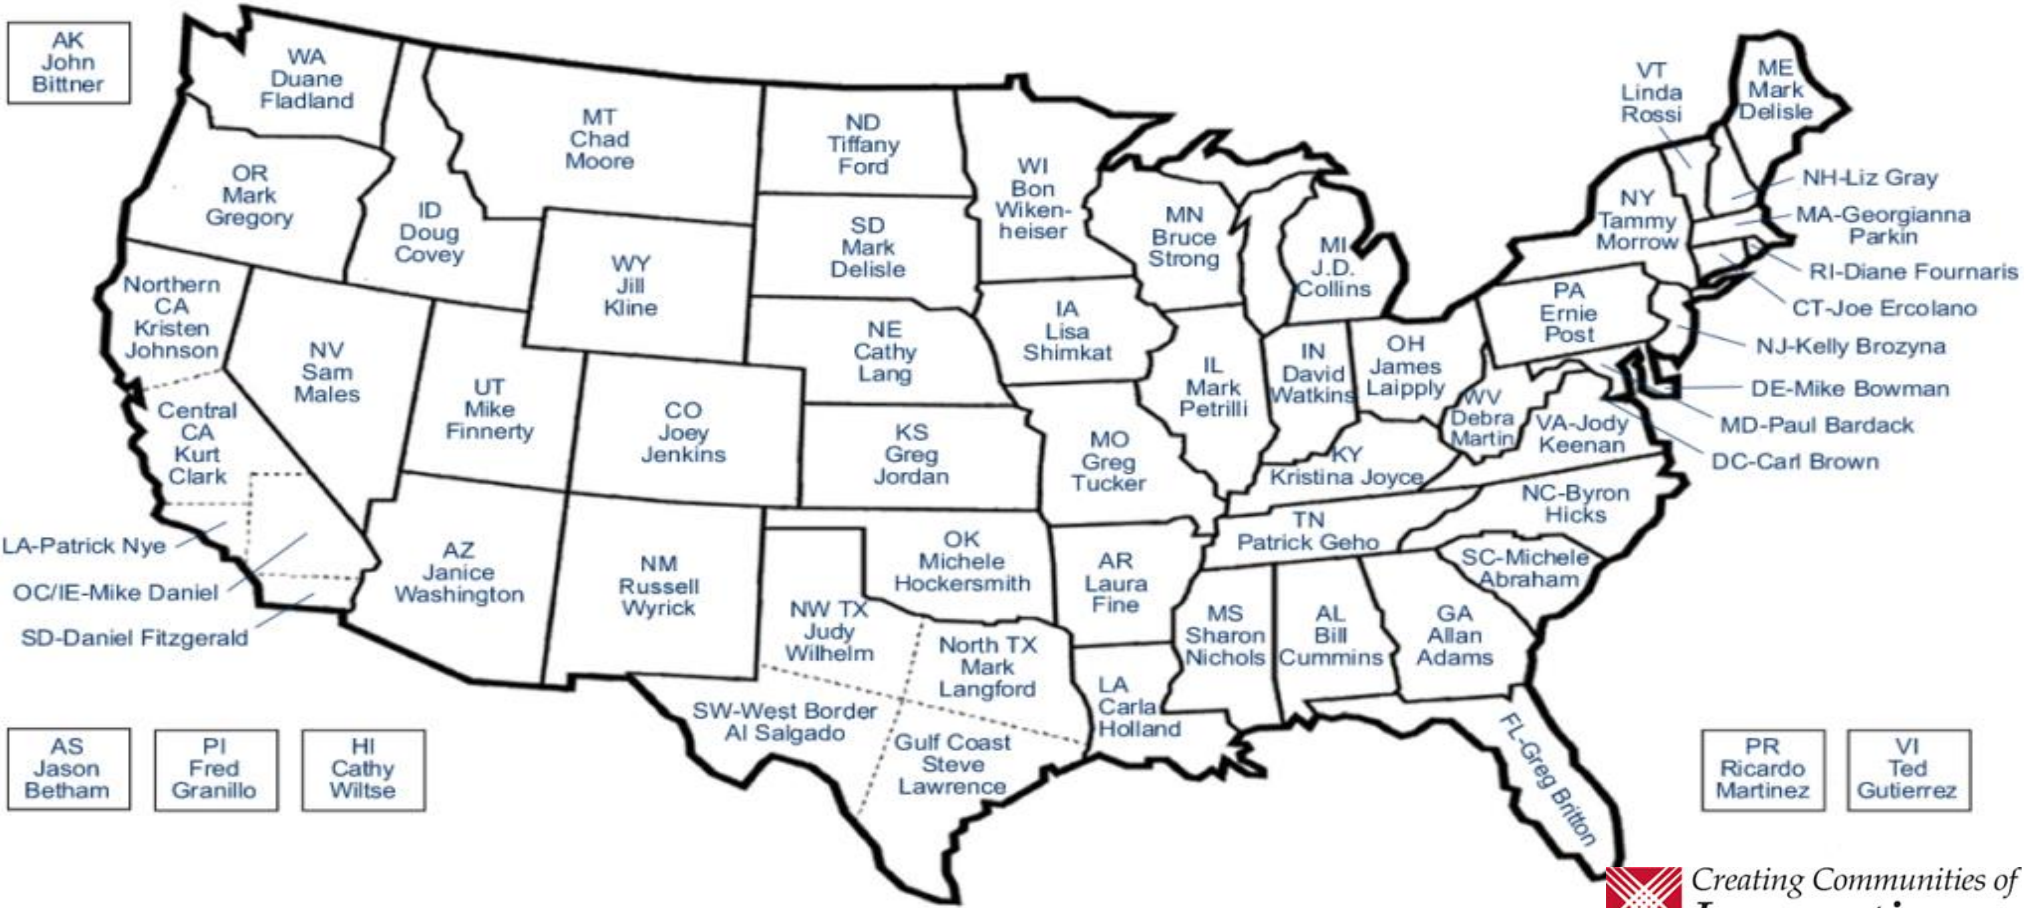 AK
John
Bittner
WA
Duane
Fladland
MT
Chad
Moore
ND
Tiffany
Ford
WI
Bon
Wiken-
heiser
VT
Linda
Rossi
ME
Mark
Delisle
OR
Mark
Gregory
ID
Doug
Covey
SD
Mark
Delisle
MN
Bruce
Strong
MI
J.D.
Collins
NY
Tammy
Morrow
NH-Liz Gray
MA-Georgianna
Parkin
RI-Diane Fournaris
CT-Joe Ercolano
NJ-Kelly Brozyna
DE-Mike Bowman
MD-Paul Bardack
DC-Carl Brown
Northern
CA
Kristen
Johnson
WY
Jill
Kline
NE
Cathy
Lang
IA
Lisa
Shimkat
PA
Ernie
Post
NV
Sam
Males
UT
Mike
Finnerty
CO
Joey
Jenkins
KS
Greg
Jordan
MO
Greg
Tucker
IL
Mark
Petrilli
IN
David
Watkins
OH
James
Laipply
WV
Debra
Martin
VA-Jody
Keenan
KY
Kristina Joyce
Central
CA
Kurt
Clark
NC-Byron
Hicks
TN
Patrick Geho
SC-Michele
Abraham
LA-Patrick Nye
OC/IE-Mike Daniel
SD-Daniel Fitzgerald
AZ
Janice
Washington
NM
Russell
Wyrick
OK
Michele
Hockersmith
AR
Laura
Fine
MS
Sharon
Nichols
AL
Bill
Cummins
GA
Allan
Adams
NW TX
Judy
Wilhelm
North TX
Mark
Langford
LA
Carla
Holland
SW-West Border
Al Salgado
Gulf Coast
Steve
Lawrence
FL-Greg Britton
AS
Jason
Betham
PI
Fred
Granillo
HI
Cathy
Wiltse
PR
Ricardo
Martinez
VI
Ted
Gutierrez
Creating Communities of